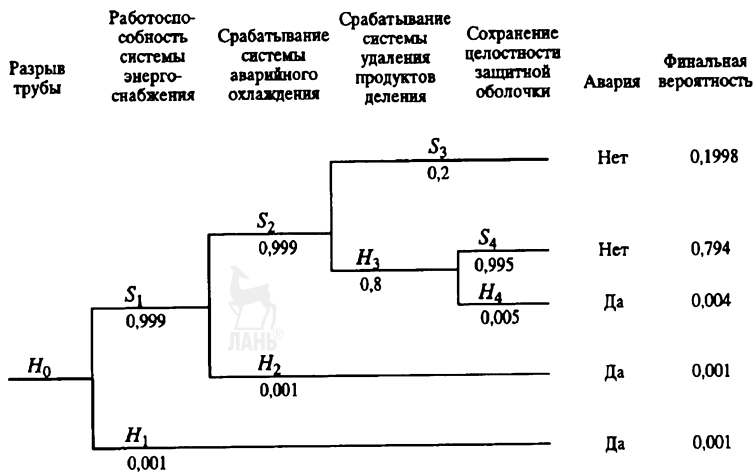 Разрыв
трубы
Работоспо-
собность
системы
энерго-
снабжения
Срабатывание
системы
аварийного
охлаждения
Срабатывание
системы
удаления
продуктов
деления
Сохранение
целостности
защитной
оболочки
Авария
Финальная
вероятность
S3
0,2
Нет
0,1998
S2
0,999
H3
0,8
S4
0,995
Нет
0,794
H4
0,005
Да
0,004
S1
0,999
ЛАНЬ®
H2
0,001
Да
0,001
H0
H1
0,001
Да
0,001